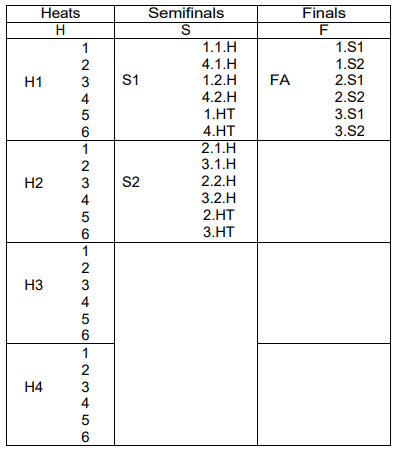 Heats Semifinals Finals
H S F
1 1.1.H 1.S1
2 4.1.H 1.S2
H1 3 S1 1.2.H FA 2.S1
4 4.2.H 2.S2
5 1.HT 3.S1
6 4.HT 3.S2
1 2.1.H
2 3.1.H
H2 3 S2 2.2.H
4 3.2.H
5 2.HT
6 3.HT
1
2
H3 3
4
5
6
1
2
H4 3
4
5
6